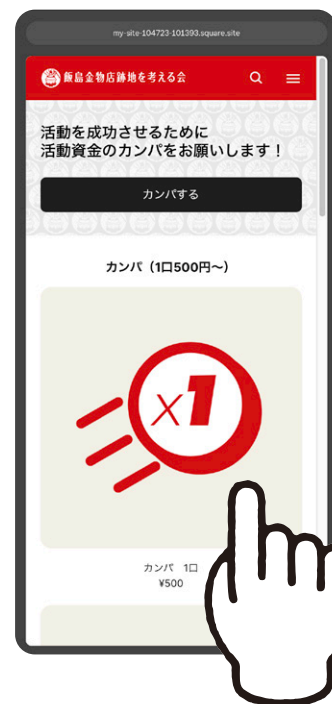 my-site-104723-101393.square.site
飯島金物店跡地を考える会
活動を成功させるために
活動資金のカンパをお願いします！
カンパする
カンパ（1口500円〜）
x1
カンパ 1口
¥500